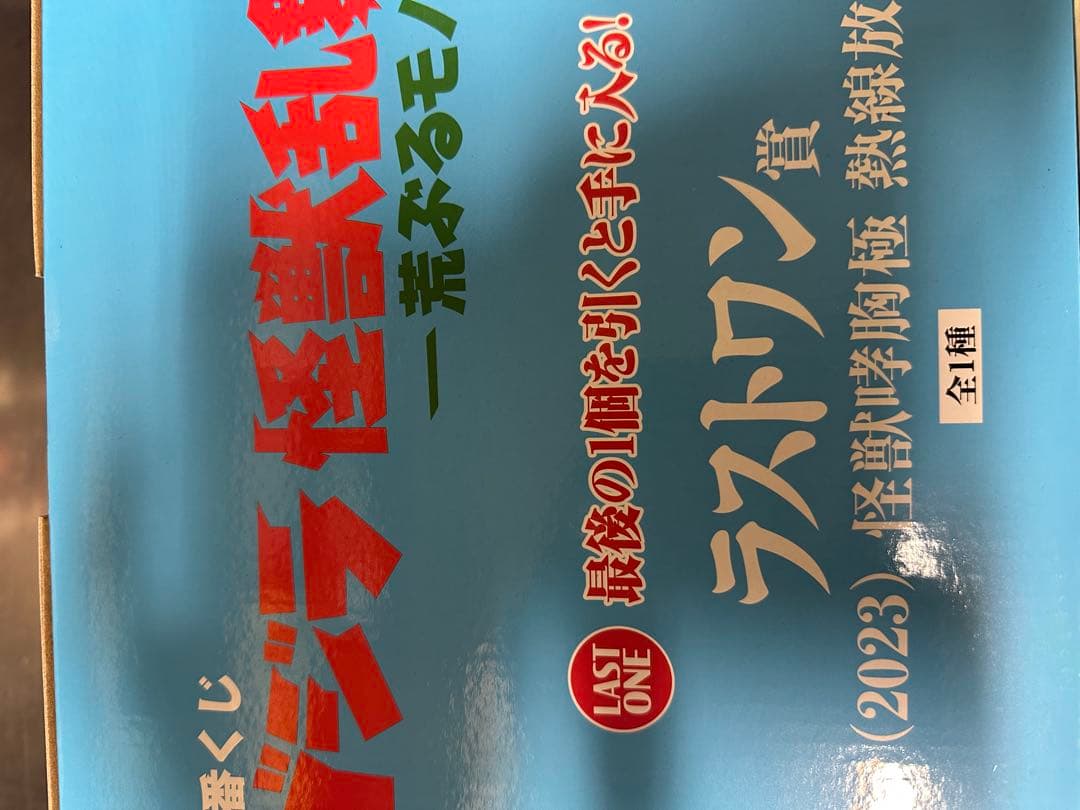 番くじ
ゴジラ 怪獣乱
―荒ぶるモノ
LAST ONE 最後の1個を引くと手に入る!
ラストワン賞
(2023) 怪獣咆哮極 熱線放
全1種